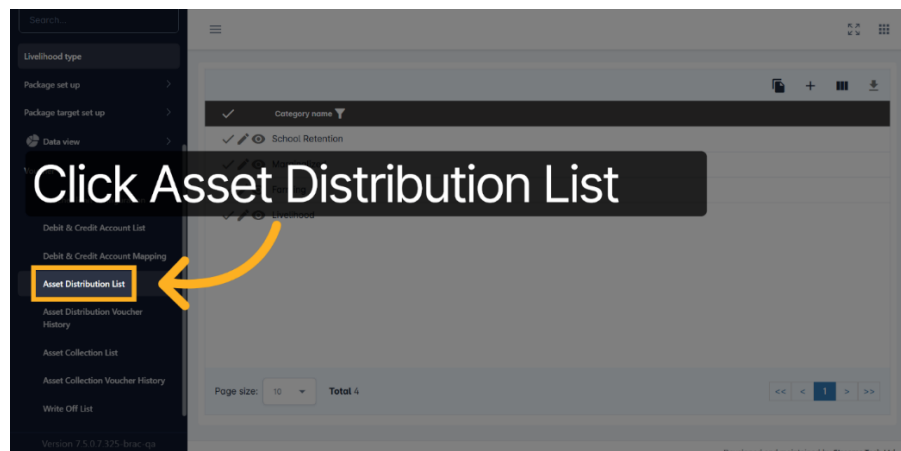 Search...
Livelihood type
Package set up
Package target set up
Data view
Category name
School Retention
Click Asset Distribution List
Livelihood
Debit & Credit Account List
Debit & Credit Account Mapping
Asset Distribution List
Asset Distribution Voucher
History
Asset Collection List
Asset Collection Voucher History
Write Off List
Page size: 10 Total 4
<< < 1 > >>
Version 7.5.0.7.325-brac-qa